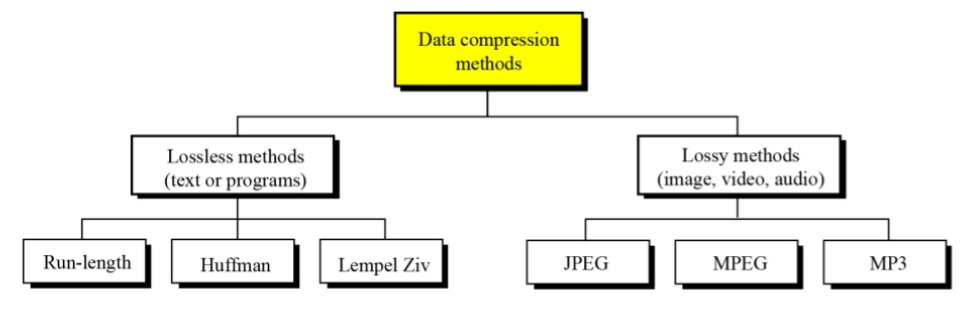 Data compression
methods
Lossless methods
(text or programs)
Lossy methods
(image, video, audio)
Run-length
Huffman
Lempel Ziv
JPEG
MPEG
MP3